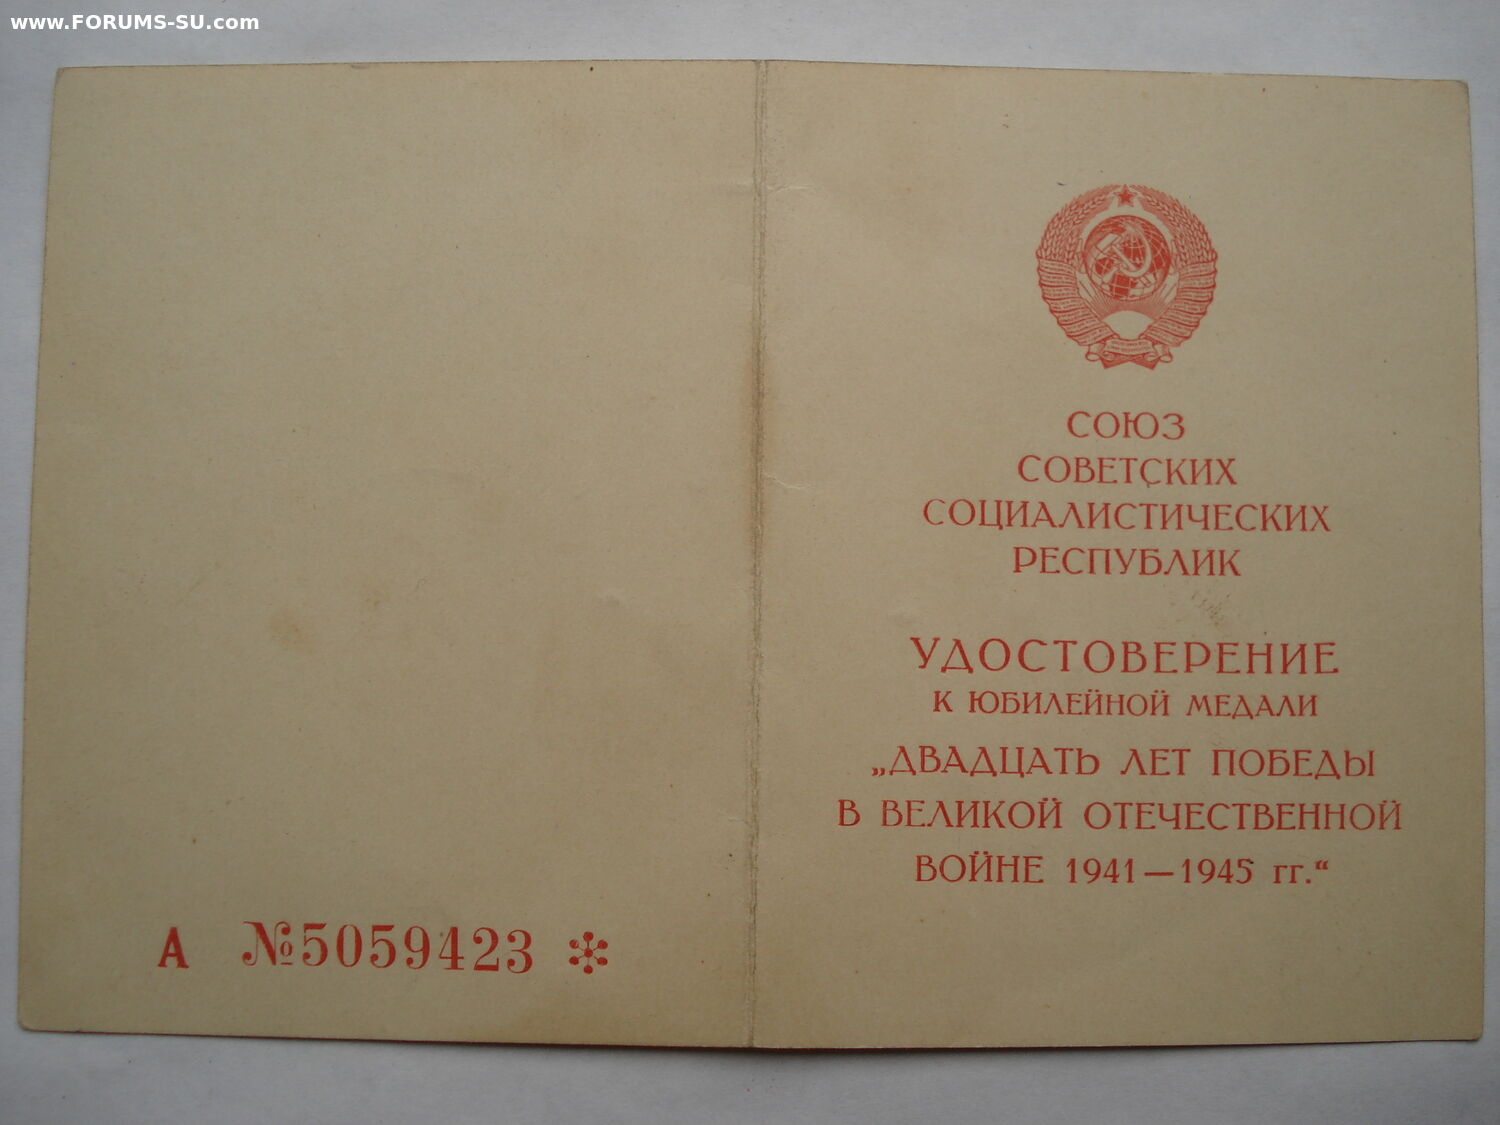 www.FORUMS-SU.com
А №5059423 *
СОЮЗ
СОВЕТСКИХ
СОЦИАЛИСТИЧЕСКИХ
РЕСПУБЛИК
УДОСТОВЕРЕНИЕ
К ЮБИЛЕЙНОЙ МЕДАЛИ
„ДВАДЦАТЬ ЛЕТ ПОБЕДЫ
В ВЕЛИКОЙ ОТЕЧЕСТВЕННОЙ
ВОЙНЕ 1941—1945 гг.“